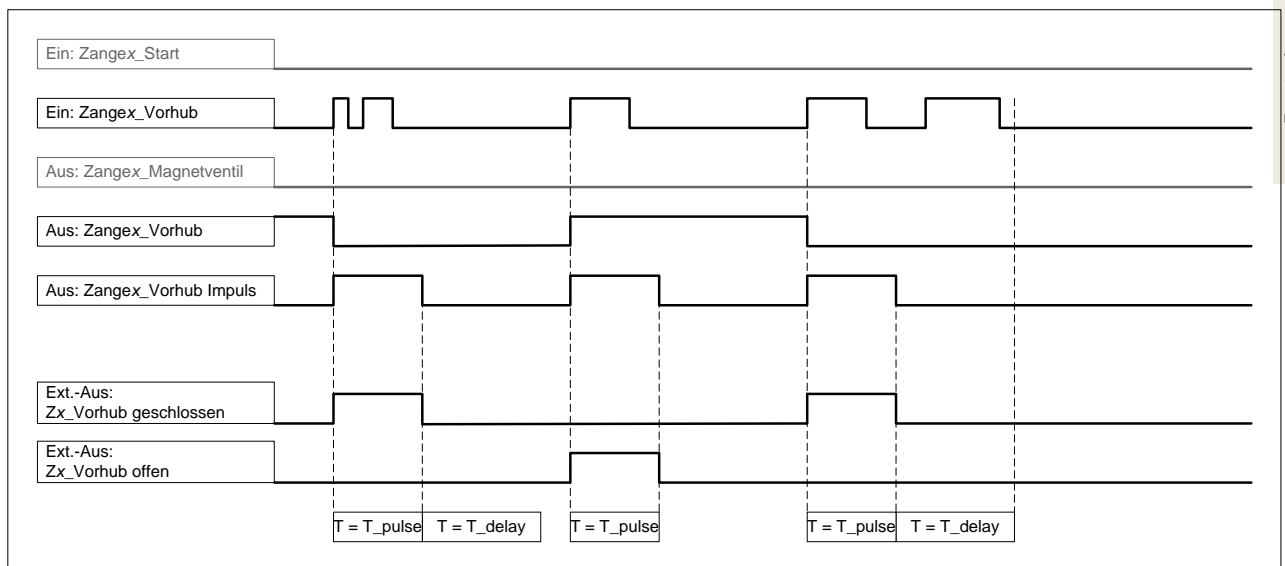 Ein: Zangex_Start
Ein: Zangex_Vorhub
Aus: Zangex_Magnetventil
Aus: Zangex_Vorhub
Aus: Zangex_Vorhub Impuls
Ext.-Aus:
Zx_Vorhub geschlossen
Ext.-Aus:
Zx_Vorhub offen
T = T_pulse T = T_delay T = T_pulse T = T_pulse T = T_delay